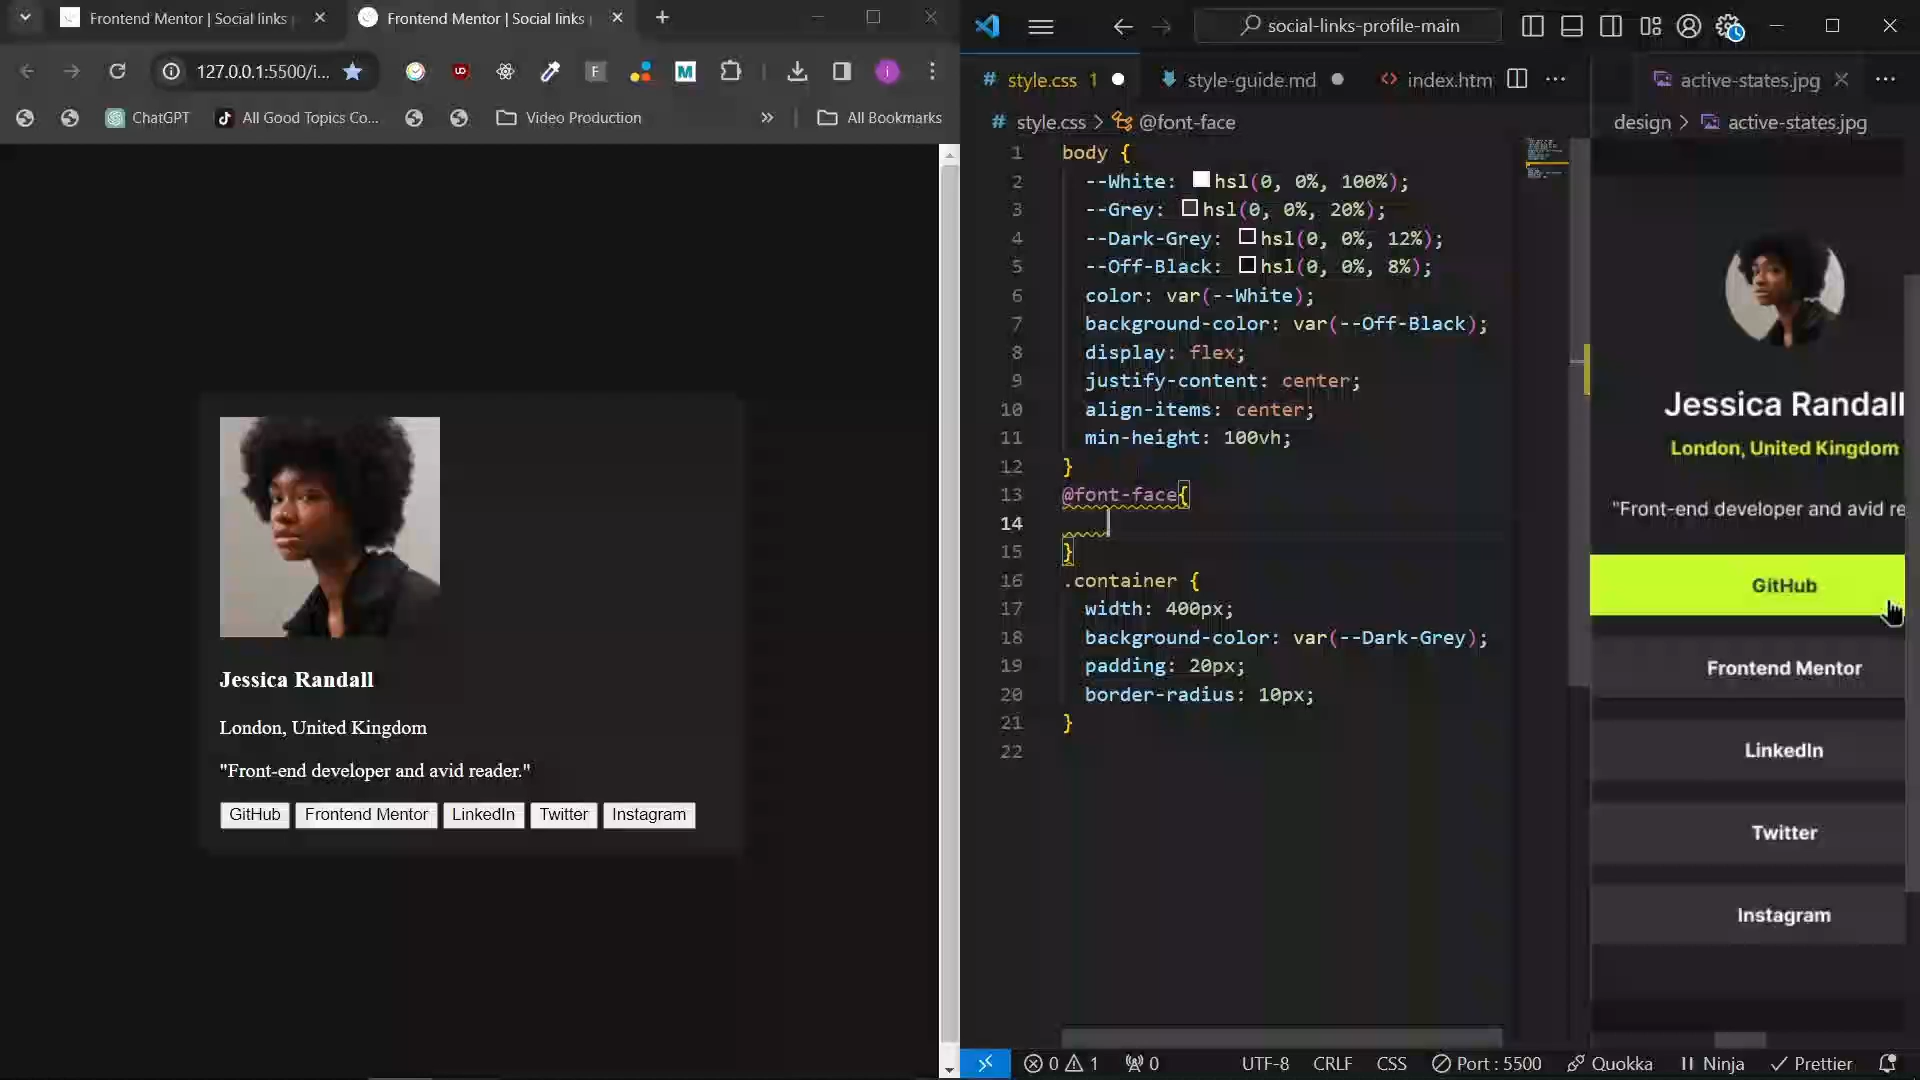 Frontend Mentor | Social links
Frontend Mentor | Social links
127.0.0.1:5500/i...
ChatGPT
All Good Topics Co...
Video Production
»
All Bookmarks
Jessica Randall
London, United Kingdom
"Front-end developer and avid reader."
GitHub
Frontend Mentor
LinkedIn
Twitter
Instagram
social-links-profile-main
# style.css 1
style-guide.md
<> index.htm
active-states.jpg
# style.css > @font-face
design > active-states.jpg
1 body {
2 --White: hsl(0, 0%, 100%);
3 --Grey: hsl(0, 0%, 20%);
4 --Dark-Grey: hsl(0, 0%, 12%);
5 --Off-Black: hsl(0, 0%, 8%);
6 color: var(--White);
7 background-color: var(--Off-Black);
8 display: flex;
9 justify-content: center;
10 align-items: center;
11 min-height: 100vh;
12 }
13 @font-face{
14
15 }
16 .container {
17 width: 400px;
18 background-color: var(--Dark-Grey);
19 padding: 20px;
20 border-radius: 10px;
21 }
22
Jessica Randall
London, United Kingdom
"Front-end developer and avid re
GitHub
Frontend Mentor
LinkedIn
Twitter
Instagram
0 1 0 UTF-8 CRLF CSS Port : 5500 Quokka Ninja Prettier